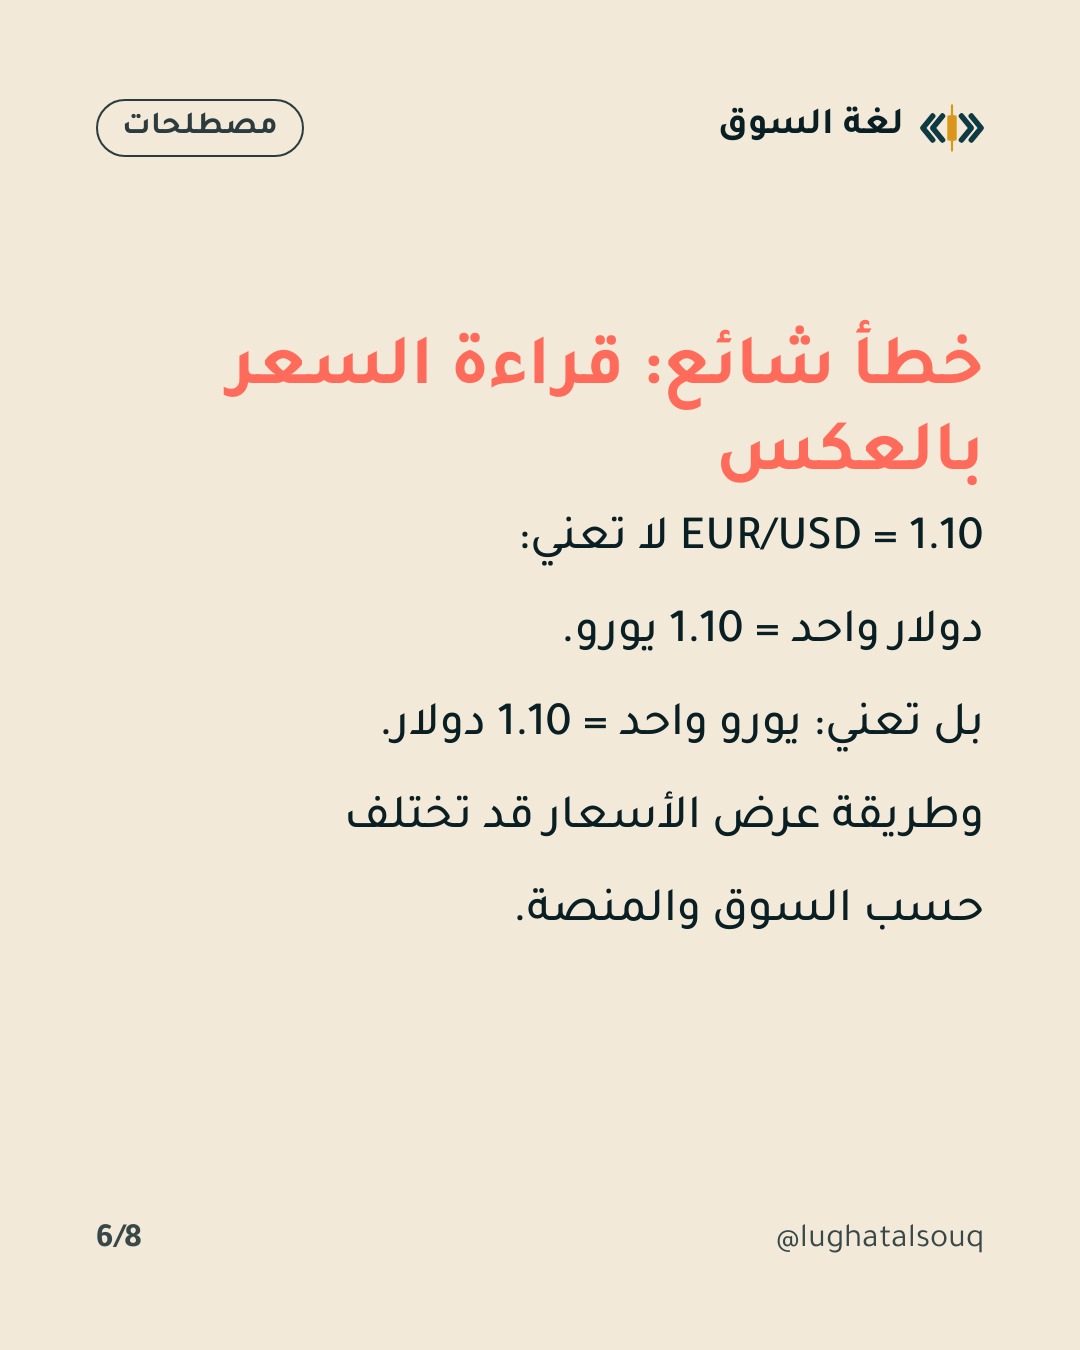 لغة السوق
مصطلحات
خطأ شائع: قراءة السعر
بالعكس
EUR/USD = 1.10 لا تعني:
دولار واحد = 1.10 يورو.
بل تعني: يورو واحد = 1.10 دولار.
وطريقة عرض الأسعار قد تختلف
حسب السوق والمنصة.
@lughatalsouq
6/8